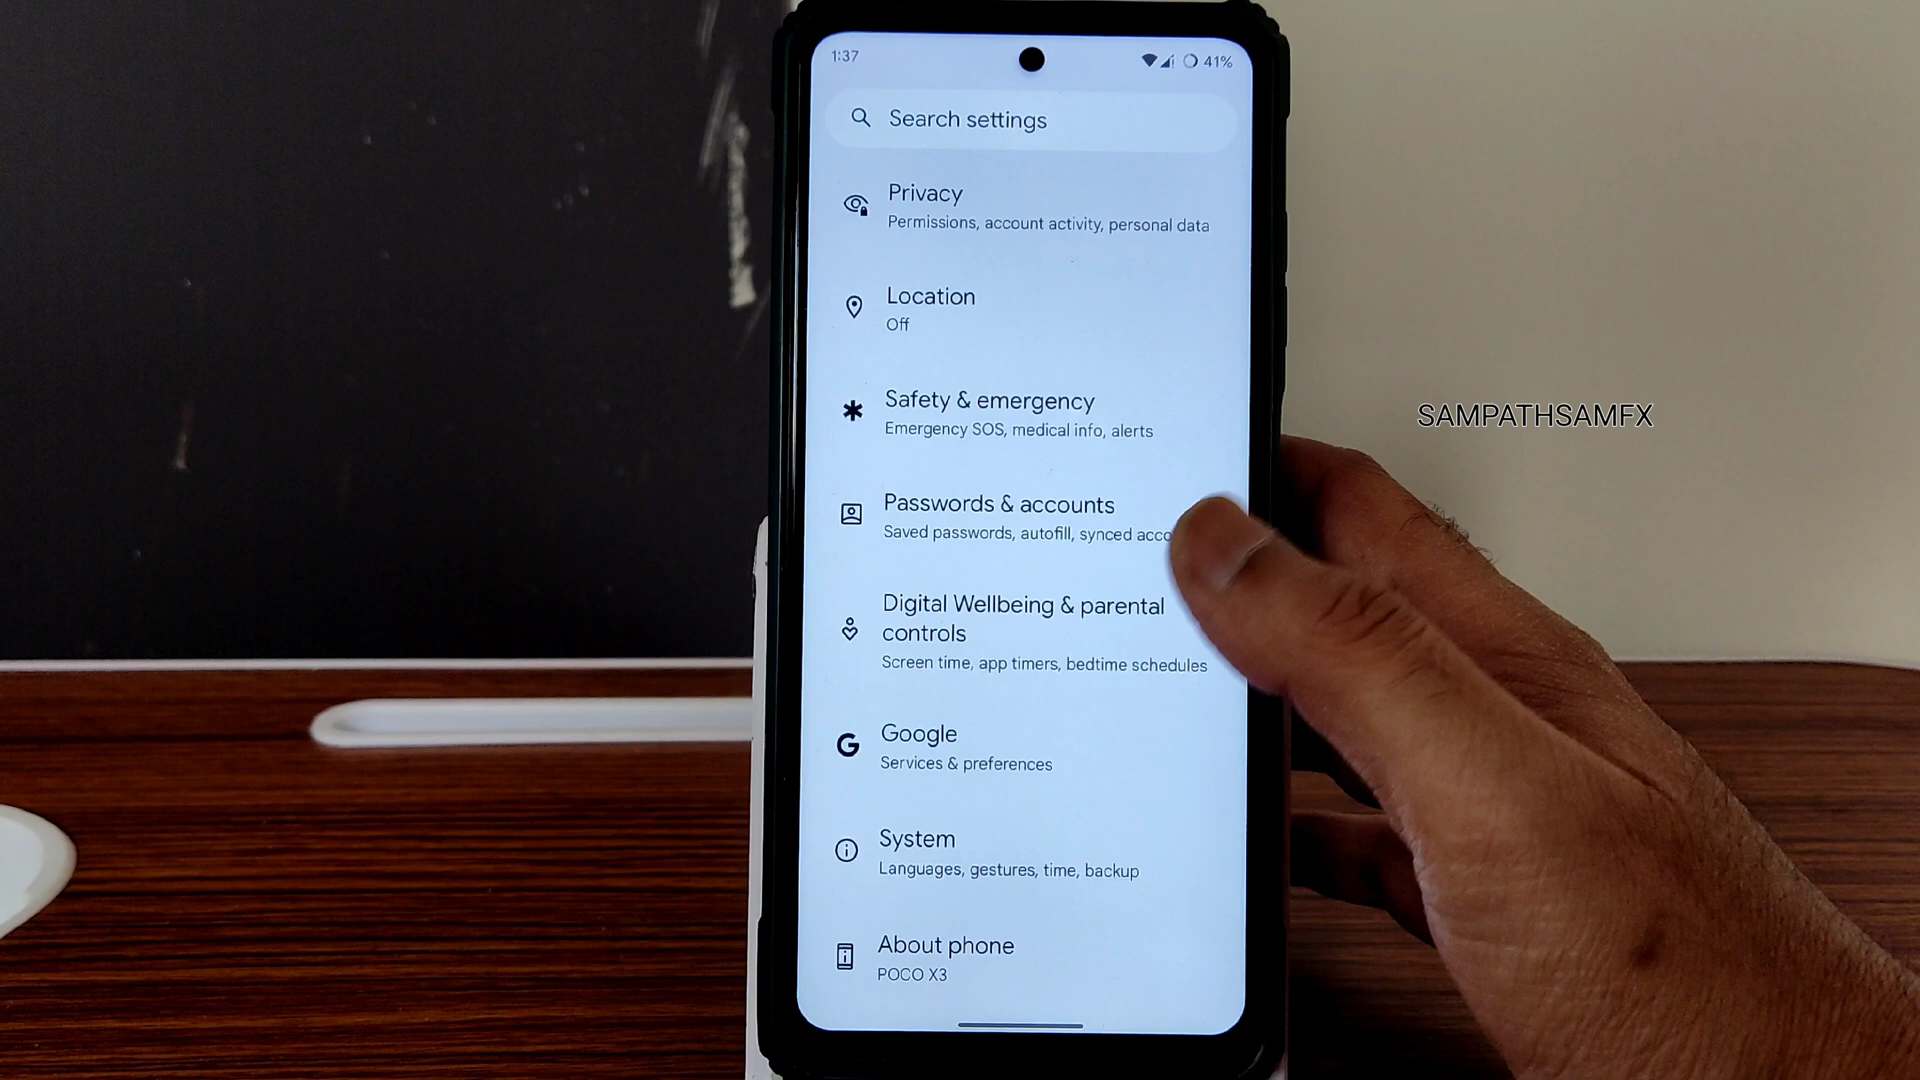 1:37
41%
Search settings
Privacy
Permissions, account activity, personal data
Location
Off
Safety & emergency
Emergency SOS, medical info, alerts
Passwords & accounts
Saved passwords, autofill, synced
Digital Wellbeing & parental
controls
Screen time, app timers, bedtime schedules
Google
Services & preferences
System
Languages, gestures, time, backup
About phone
POCO X3
SAMPATHSAMFX